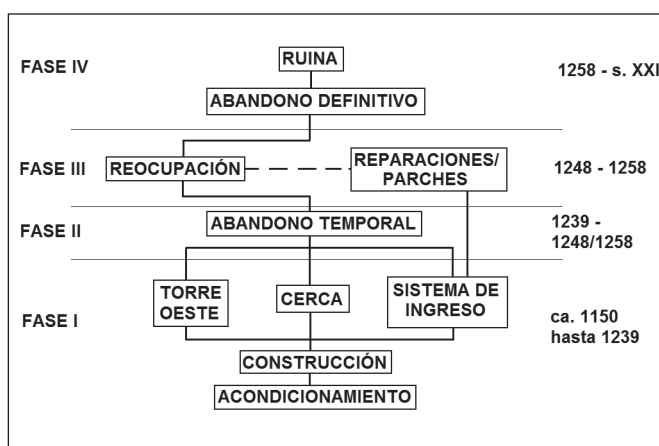 FASE IV
RUINA
1258 - s. XXI
ABANDONO DEFINITIVO
FASE III
REOCUPACIÓN
REPARACIONES/
PARCHES
1248 - 1258
FASE II
ABANDONO TEMPORAL
1239 -
1248/1258
FASE I
TORRE
OESTE
CERCA
SISTEMA DE
INGRESO
ca. 1150
hasta 1239
CONSTRUCCIÓN
ACONDICIONAMIENTO